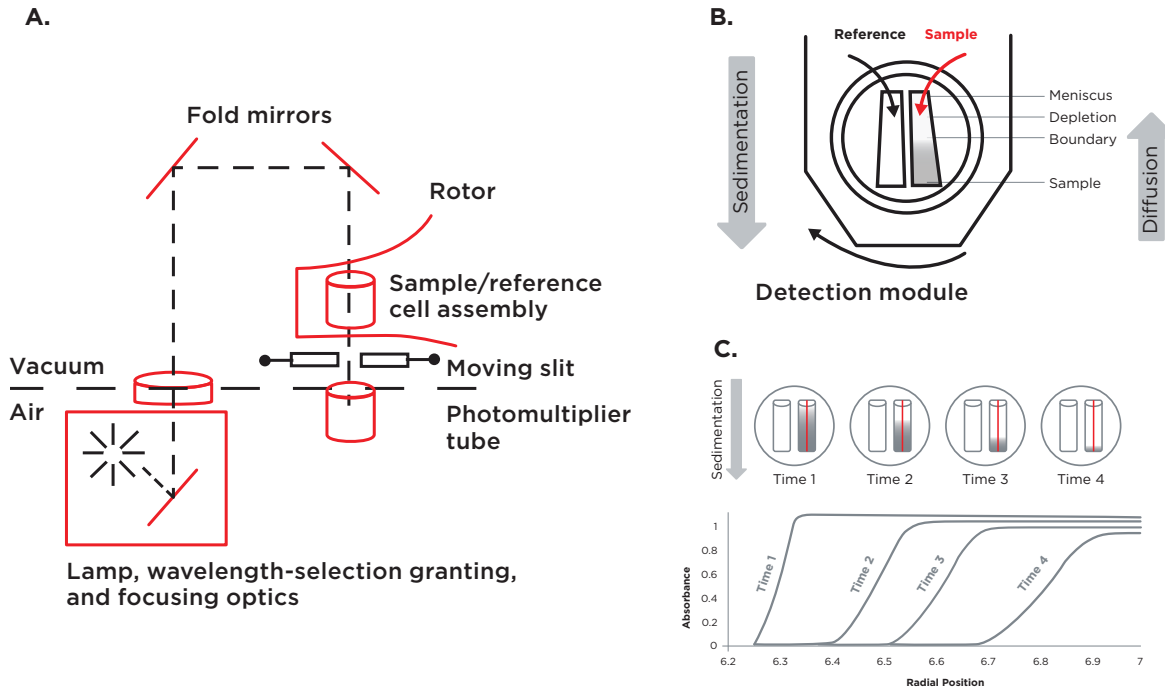 A.
Fold mirrors
Rotor
Sample/reference
cell assembly
Vacuum
Moving slit
Air
Photomultiplier
tube
Lamp, wavelength-selection granting,
and focusing optics
B.
Reference
Sample
Sedimentation
Meniscus
Depletion
Boundary
Sample
Diffusion
Detection module
C.
Sedimentation
Time 1
Time 2
Time 3
Time 4
Absorbance
1
0.8
0.6
0.4
0.2
0
Time 1
Time 2
Time 3
Time 4
6.2
6.3
6.4
6.5
6.6
6.7
6.8
6.9
7
Radial Position